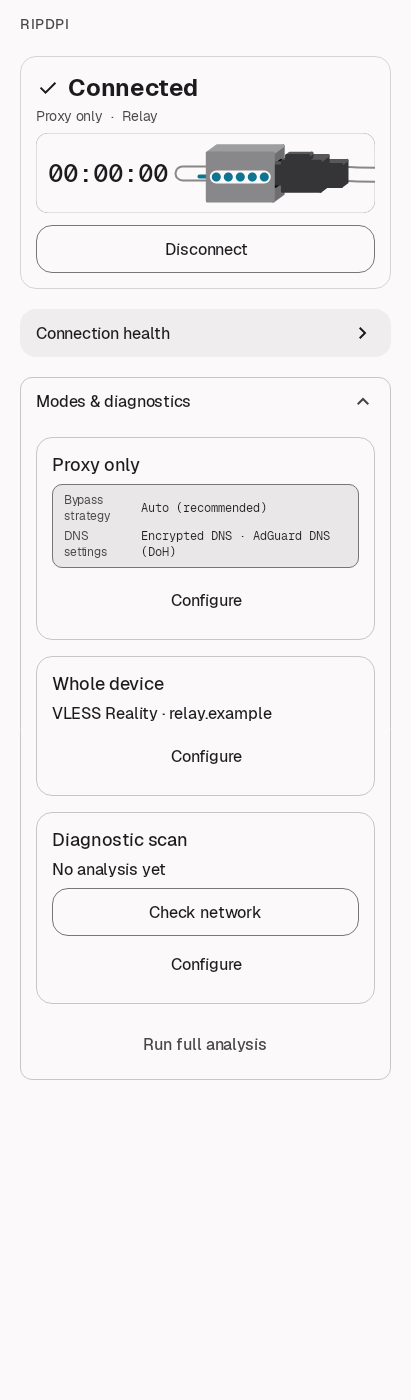 RIPDPI
Connected
Proxy only · Relay
00:00:00
Disconnect
Connection health
Modes & diagnostics
Proxy only
Bypass strategy
Auto (recommended)
DNS settings
Encrypted DNS · AdGuard DNS (DoH)
Configure
Whole device
VLESS Reality · relay.example
Configure
Diagnostic scan
No analysis yet
Check network
Configure
Run full analysis